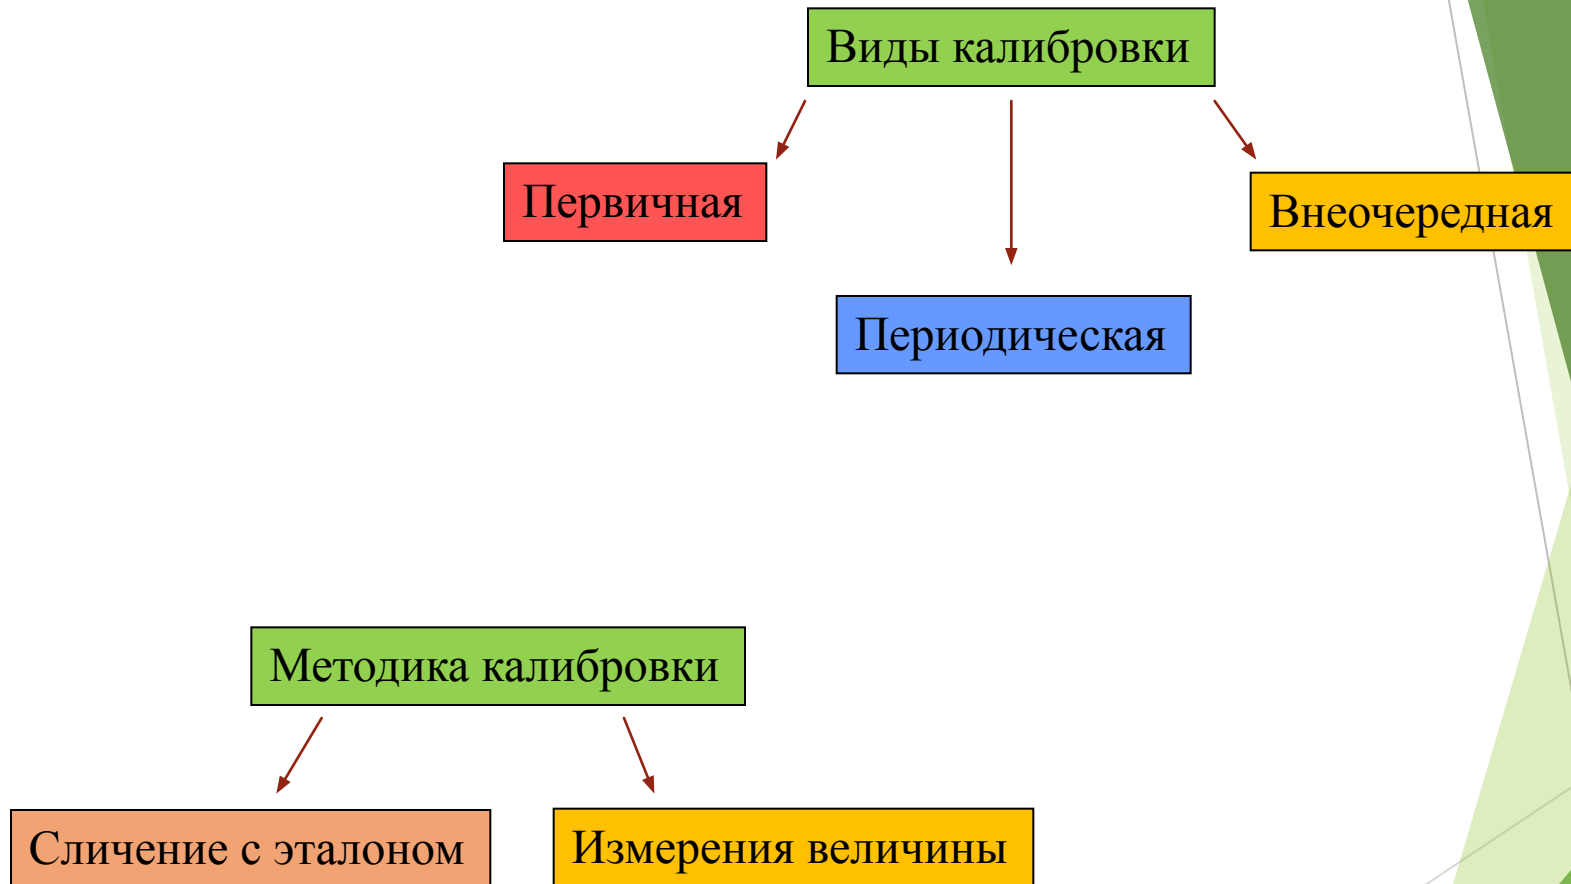 Виды калибровки
Первичная
Внеочередная
Периодическая
Методика калибровки
Сличение с эталоном
Измерения величины